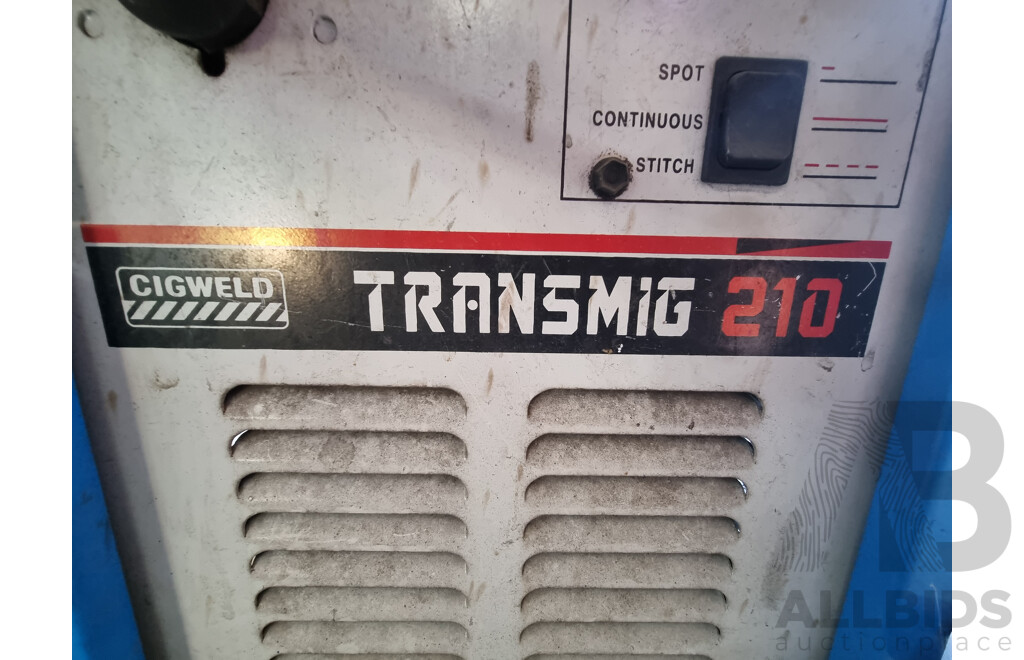 SPOT
CONTINUOUS
STITCH
CIGWELD TRANSMIG 210
B
ALLBIDS
auctionplace